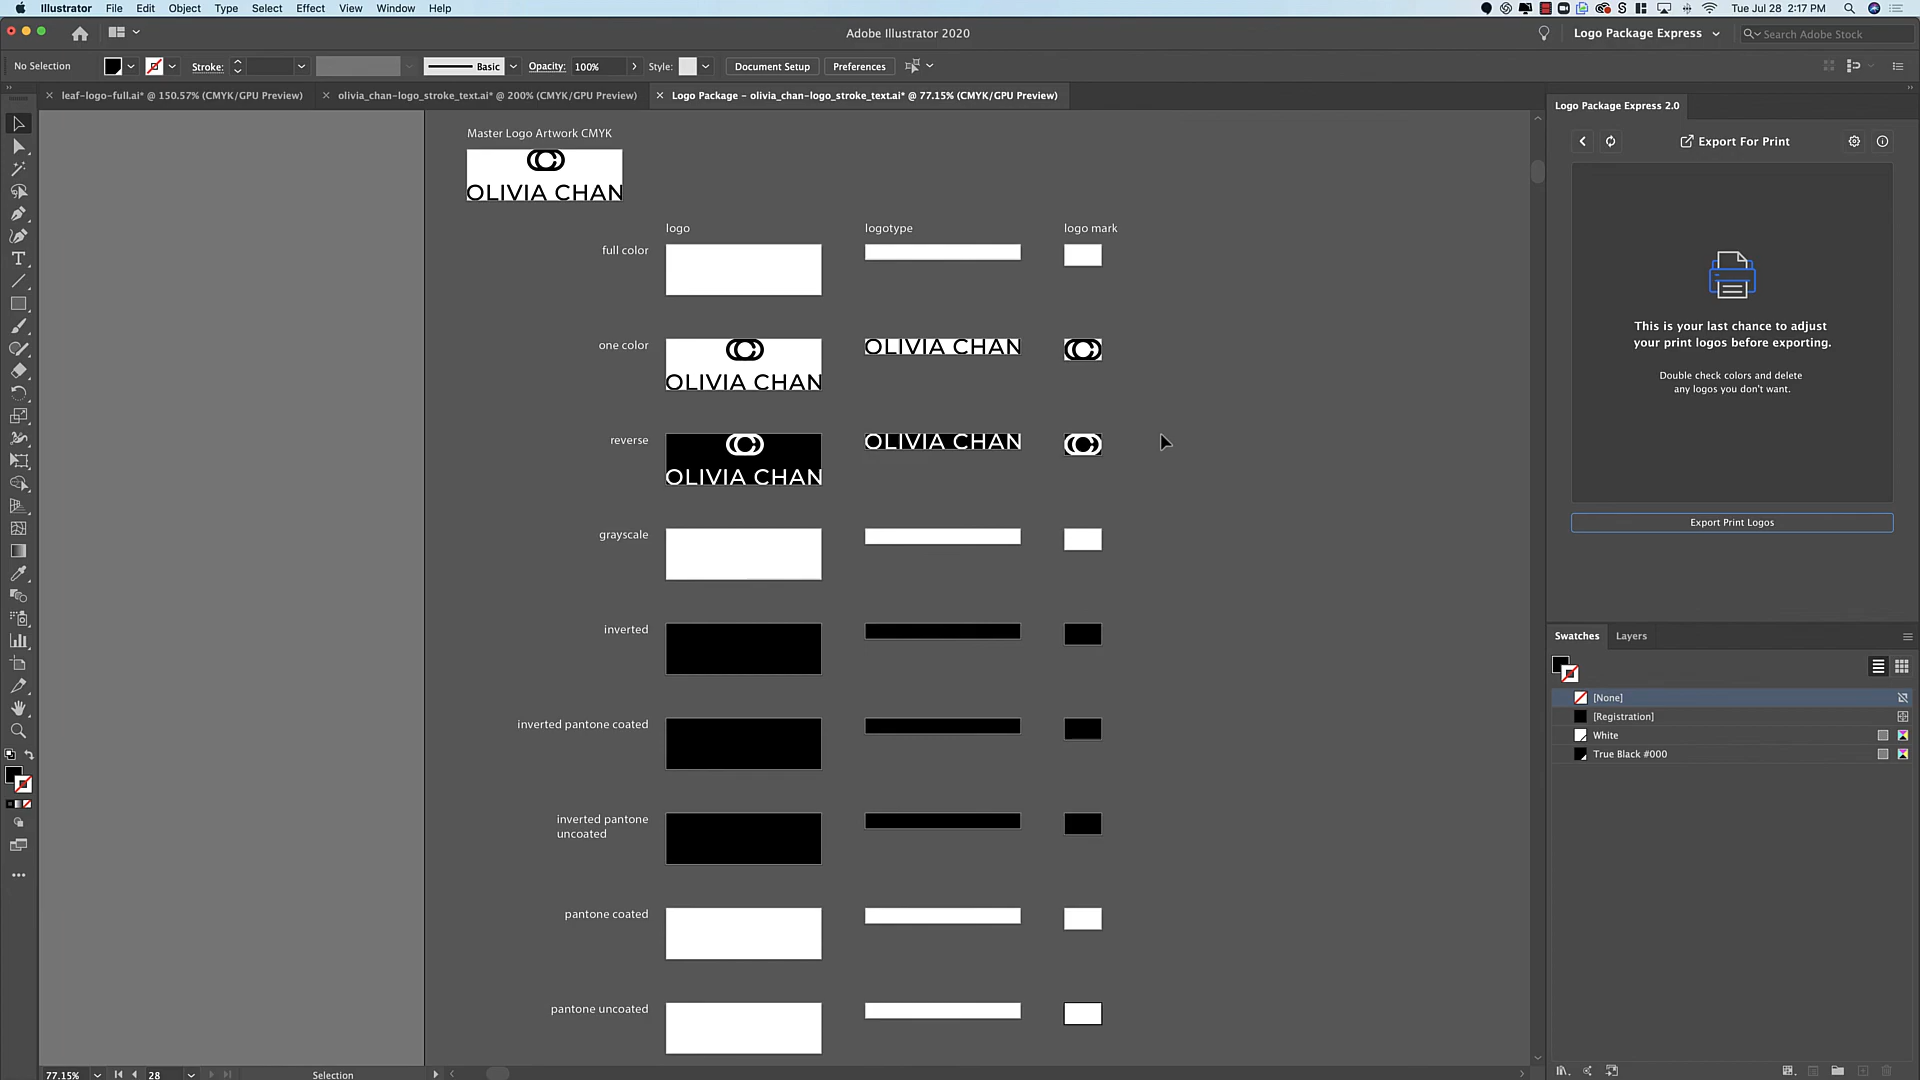 Illustrator File Edit Object Type Select Effect View Window Help
Tue Jul 28 2:17 PM
Adobe Illustrator 2020
Logo Package Express
Search Adobe Stock
No Selection
Stroke:
Basic
Opacity: 100%
Style:
Document Setup
Preferences
leaf-logo-full.ai* @ 150.57% (CMYK/GPU Preview)
olivia_chan-logo_stroke_text.ai* @ 200% (CMYK/GPU Preview)
Logo Package - olivia_chan-logo_stroke_text.ai* @ 77.15% (CMYK/GPU Preview)
Logo Package Express 2.0
Master Logo Artwork CMYK
OLIVIA CHAN
logo
logotype
logo mark
full color
one color
OLIVIA CHAN
OLIVIA CHAN
reverse
OLIVIA CHAN
OLIVIA CHAN
grayscale
inverted
inverted pantone coated
inverted pantone
uncoated
pantone coated
pantone uncoated
Export For Print
This is your last chance to adjust
your print logos before exporting.
Double check colors and delete
any logos you don't want.
Export Print Logos
Swatches
Layers
[None]
[Registration]
White
True Black #000
77.15%
28
Selection